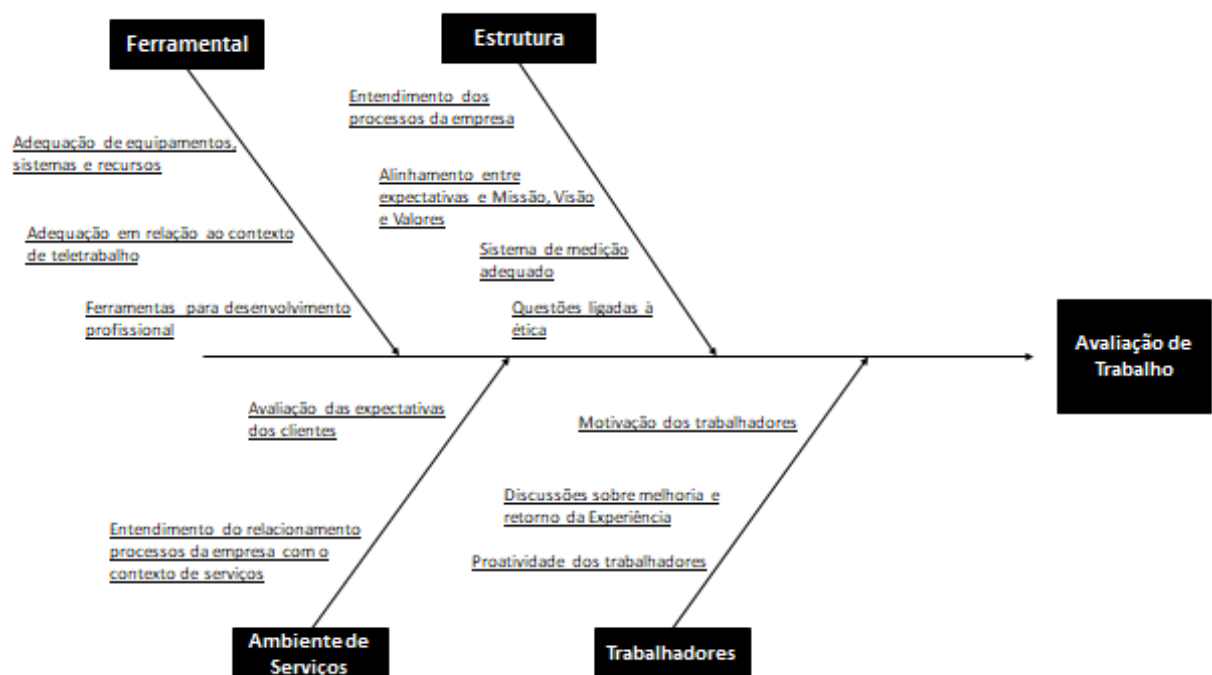 Ferramental
Estrutura
Entendimento dos
processos da empresa
Adequação de equipamentos,
sistemas e recursos
Alinhamento entre
expectativas e Missão, Visão
e Valores
Adequação em relação ao contexto
de teletrabalho
Sistema de medição
adequado
Ferramentas para desenvolvimento
profissional
Questões ligadas à
ética
Avaliação de
Trabalho
Avaliação das expectativas
dos clientes
Motivação dos trabalhadores
Discussões sobre melhoria e
retorno da Experiência
Entendimento do relacionamento
processos da empresa com o
contexto de serviços
Proatividade dos trabalhadores
Ambiente de
Serviços
Trabalhadores